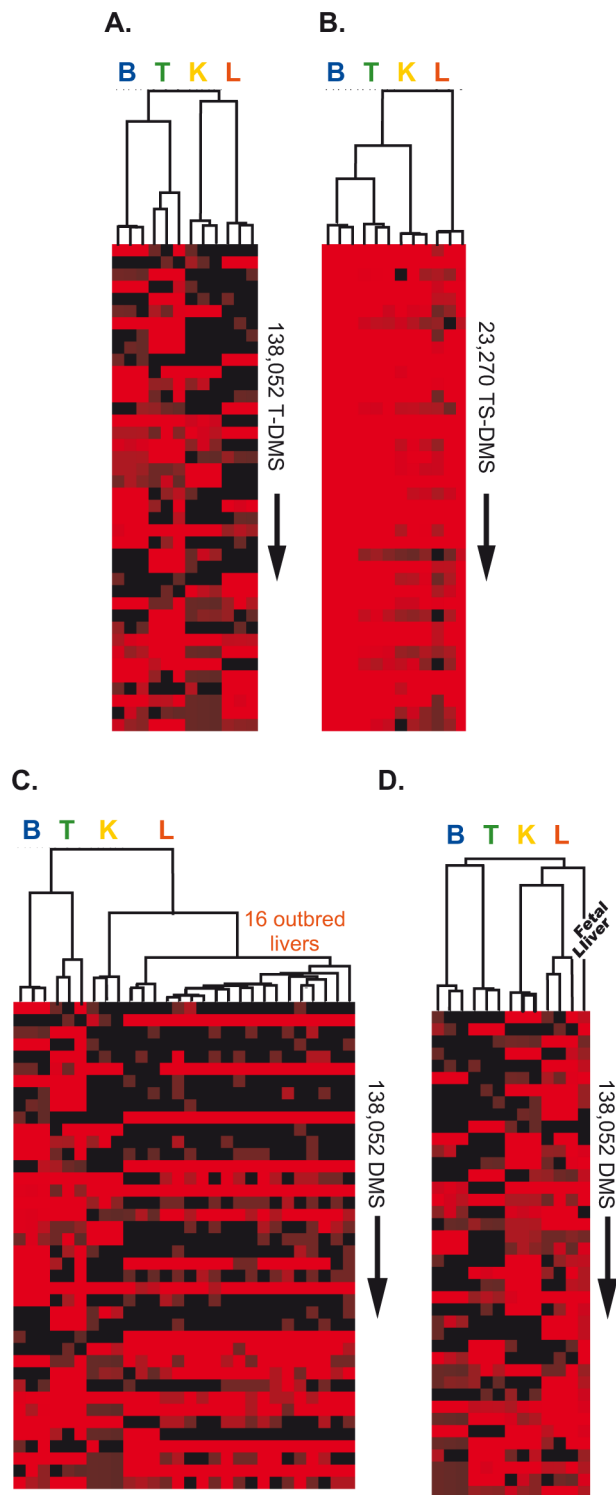 A.
B T K L
138,052 T-DMS
B.
B T K L
23,270 TS-DMS
C.
B T K L
16 outbred
livers
138,052 DMS
D.
B T K L
Fetal
Lliver
138,052 DMS